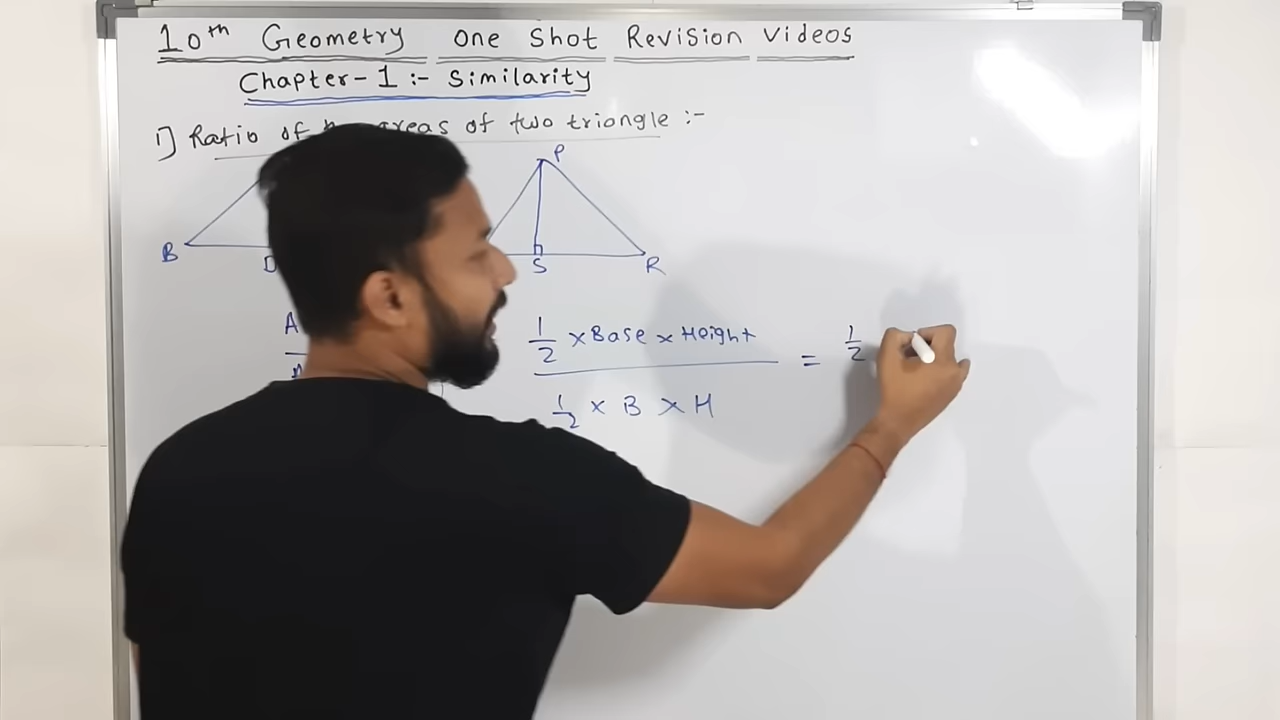 10th Geometry One Shot Revision Videos
Chapter-1 :- Similarity
1] Ratio of areas of two triangle :-
P
B
D
S
R
A
1/2 × Base × Height
= 1/2
1/2 × B × H